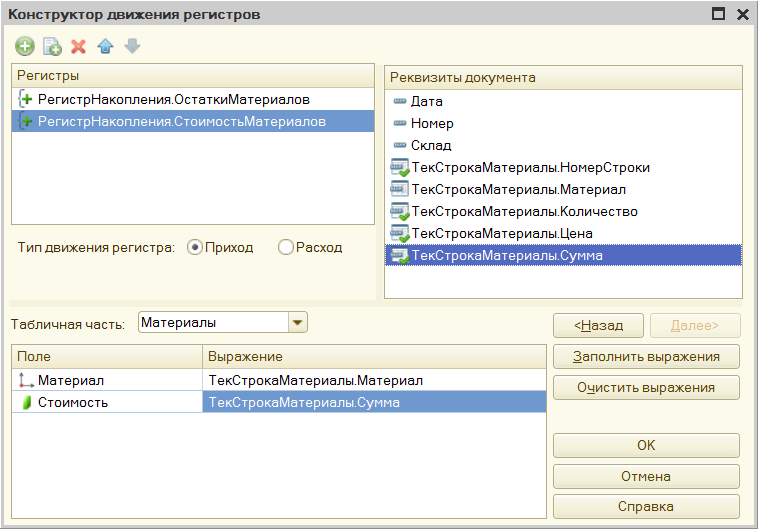 Конструктор движения регистров
Регистры
РегистрНакопления.ОстаткиМатериалов
РегистрНакопления.СтоимостьМатериалов
Реквизиты документа
Дата
Номер
Склад
ТекСтрокаМатериалы.НомерСтроки
ТекСтрокаМатериалы.Материал
ТекСтрокаМатериалы.Количество
ТекСтрокаМатериалы.Цена
ТекСтрокаМатериалы.Сумма
Тип движения регистра: Приход Расход
Табличная часть: Материалы
<Назад Далее>
Поле Выражение
Материал ТекСтрокаМатериалы.Материал
Стоимость ТекСтрокаМатериалы.Сумма
Заполнить выражения
Очистить выражения
OK
Отмена
Справка